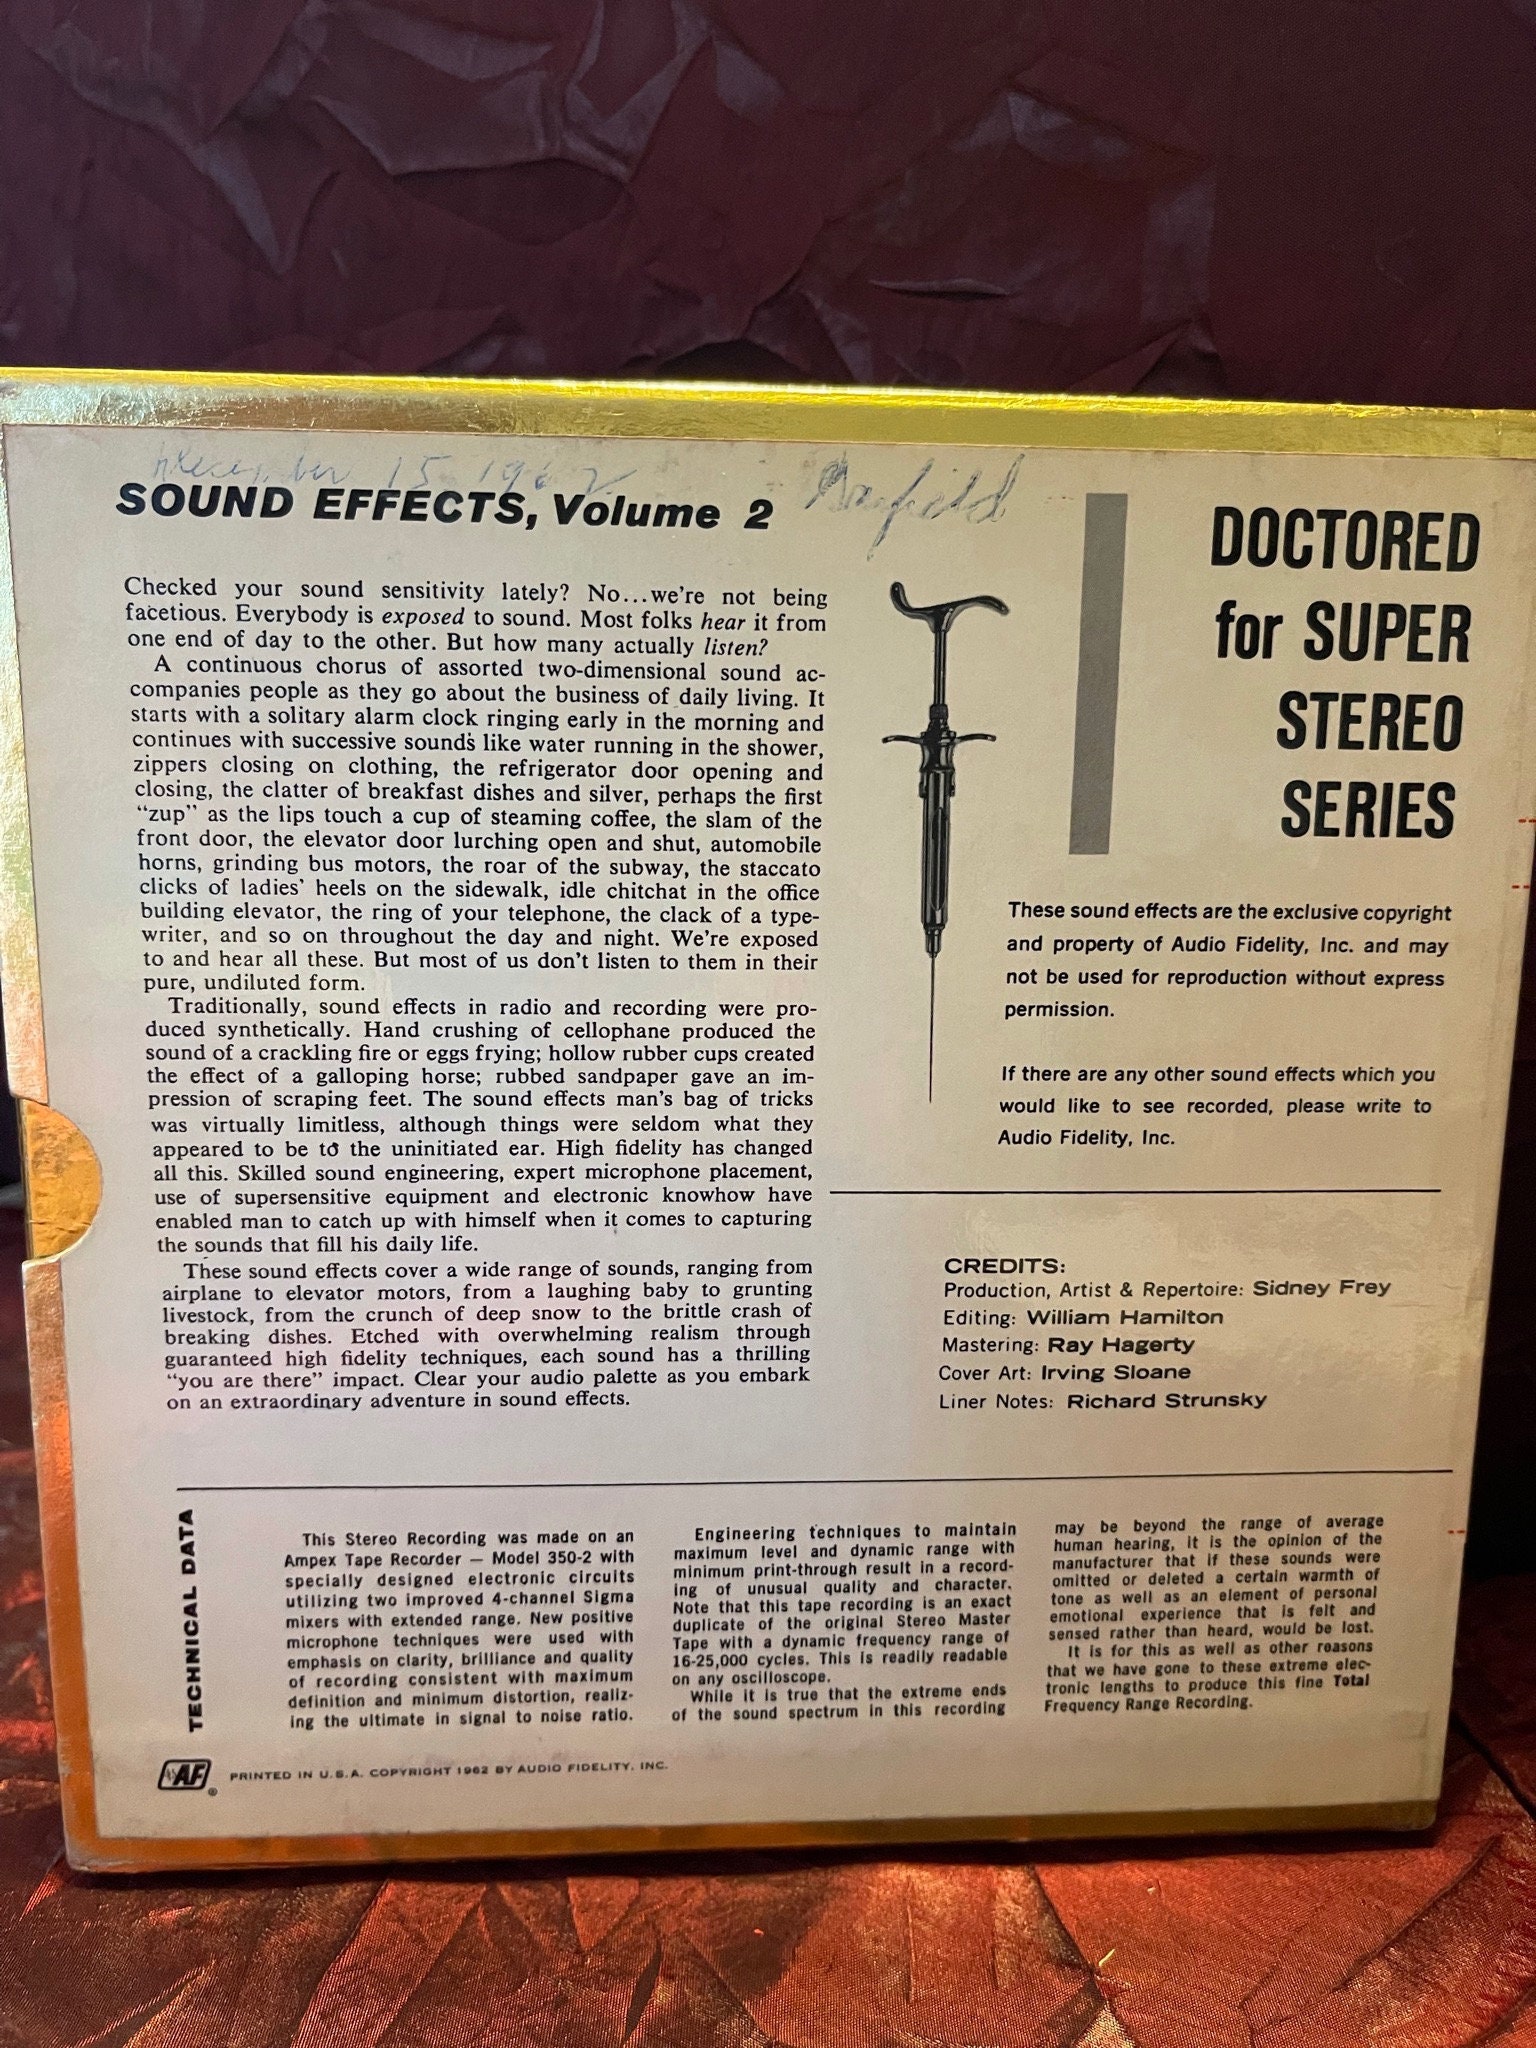 December 15 1962
SOUND EFFECTS, Volume 2
Checked your sound sensitivity lately? No...we're not being
facetious. Everybody is exposed to sound. Most folks hear it from
one end of day to the other. But how many actually listen?
A continuous chorus of assorted two-dimensional sound ac-
companies people as they go about the business of daily living. It
starts with a solitary alarm clock ringing early in the morning and
continues with successive sounds like water running in the shower,
zippers closing on clothing, the refrigerator door opening and
closing, the clatter of breakfast dishes and silver, perhaps the first
“zup” as the lips touch a cup of steaming coffee, the slam of the
front door, the elevator door lurching open and shut, automobile
horns, grinding bus motors, the roar of the subway, the staccato
clicks of ladies' heels on the sidewalk, idle chitchat in the office
building elevator, the ring of your telephone, the clack of a type-
writer, and so on throughout the day and night. We're exposed
to and hear all these. But most of us don't listen to them in their
pure, undiluted form.
Traditionally, sound effects in radio and recording were pro-
duced synthetically. Hand crushing of cellophane produced the
sound of a crackling fire or eggs frying; hollow rubber cups created
the effect of a galloping horse; rubbed sandpaper gave an im-
pression of scraping feet. The sound effects man's bag of tricks
was virtually limitless, although things were seldom what they
appeared to be to the uninitiated ear. High fidelity has changed
all this. Skilled sound engineering, expert microphone placement,
use of supersensitive equipment and electronic knowhow have
enabled man to catch up with himself when it comes to capturing
the sounds that fill his daily life.
These sound effects cover a wide range of sounds, ranging from
airplane to elevator motors, from a laughing baby to grunting
livestock, from the crunch of deep snow to the brittle crash of
breaking dishes. Etched with overwhelming realism through
guaranteed high fidelity techniques, each sound has a thrilling
“you are there” impact. Clear your audio palette as you embark
on an extraordinary adventure in sound effects.
DOCTORED
for SUPER
STEREO
SERIES
These sound effects are the exclusive copyright
and property of Audio Fidelity, Inc. and may
not be used for reproduction without express
permission.
If there are any other sound effects which you
would like to see recorded, please write to
Audio Fidelity, Inc.
CREDITS:
Production, Artist & Repertoire: Sidney Frey
Editing: William Hamilton
Mastering: Ray Hagerty
Cover Art: Irving Sloane
Liner Notes: Richard Strunsky
TECHNICAL DATA
This Stereo Recording was made on an
Ampex Tape Recorder — Model 350-2 with
specially designed electronic circuits
utilizing two improved 4-channel Sigma
mixers with extended range. New positive
microphone techniques were used with
emphasis on clarity, brilliance and quality
of recording consistent with maximum
definition and minimum distortion, realiz-
ing the ultimate in signal to noise ratio.
Engineering techniques to maintain
maximum level and dynamic range with
minimum print-through result in a record-
ing of unusual quality and character.
Note that this tape recording is an exact
duplicate of the original Stereo Master
Tape with a dynamic frequency range of
16-25,000 cycles. This is readily readable
on any oscilloscope.
While it is true that the extreme ends
of the sound spectrum in this recording
may be beyond the range of average
human hearing, it is the opinion of the
manufacturer that if these sounds were
omitted or deleted a certain warmth of
tone as well as an element of personal
emotional experience that is felt and
sensed rather than heard, would be lost.
It is for this as well as other reasons
that we have gone to these extreme elec-
tronic lengths to produce this fine Total
Frequency Range Recording.
AF ® PRINTED IN U.S.A. COPYRIGHT 1962 BY AUDIO FIDELITY, INC.